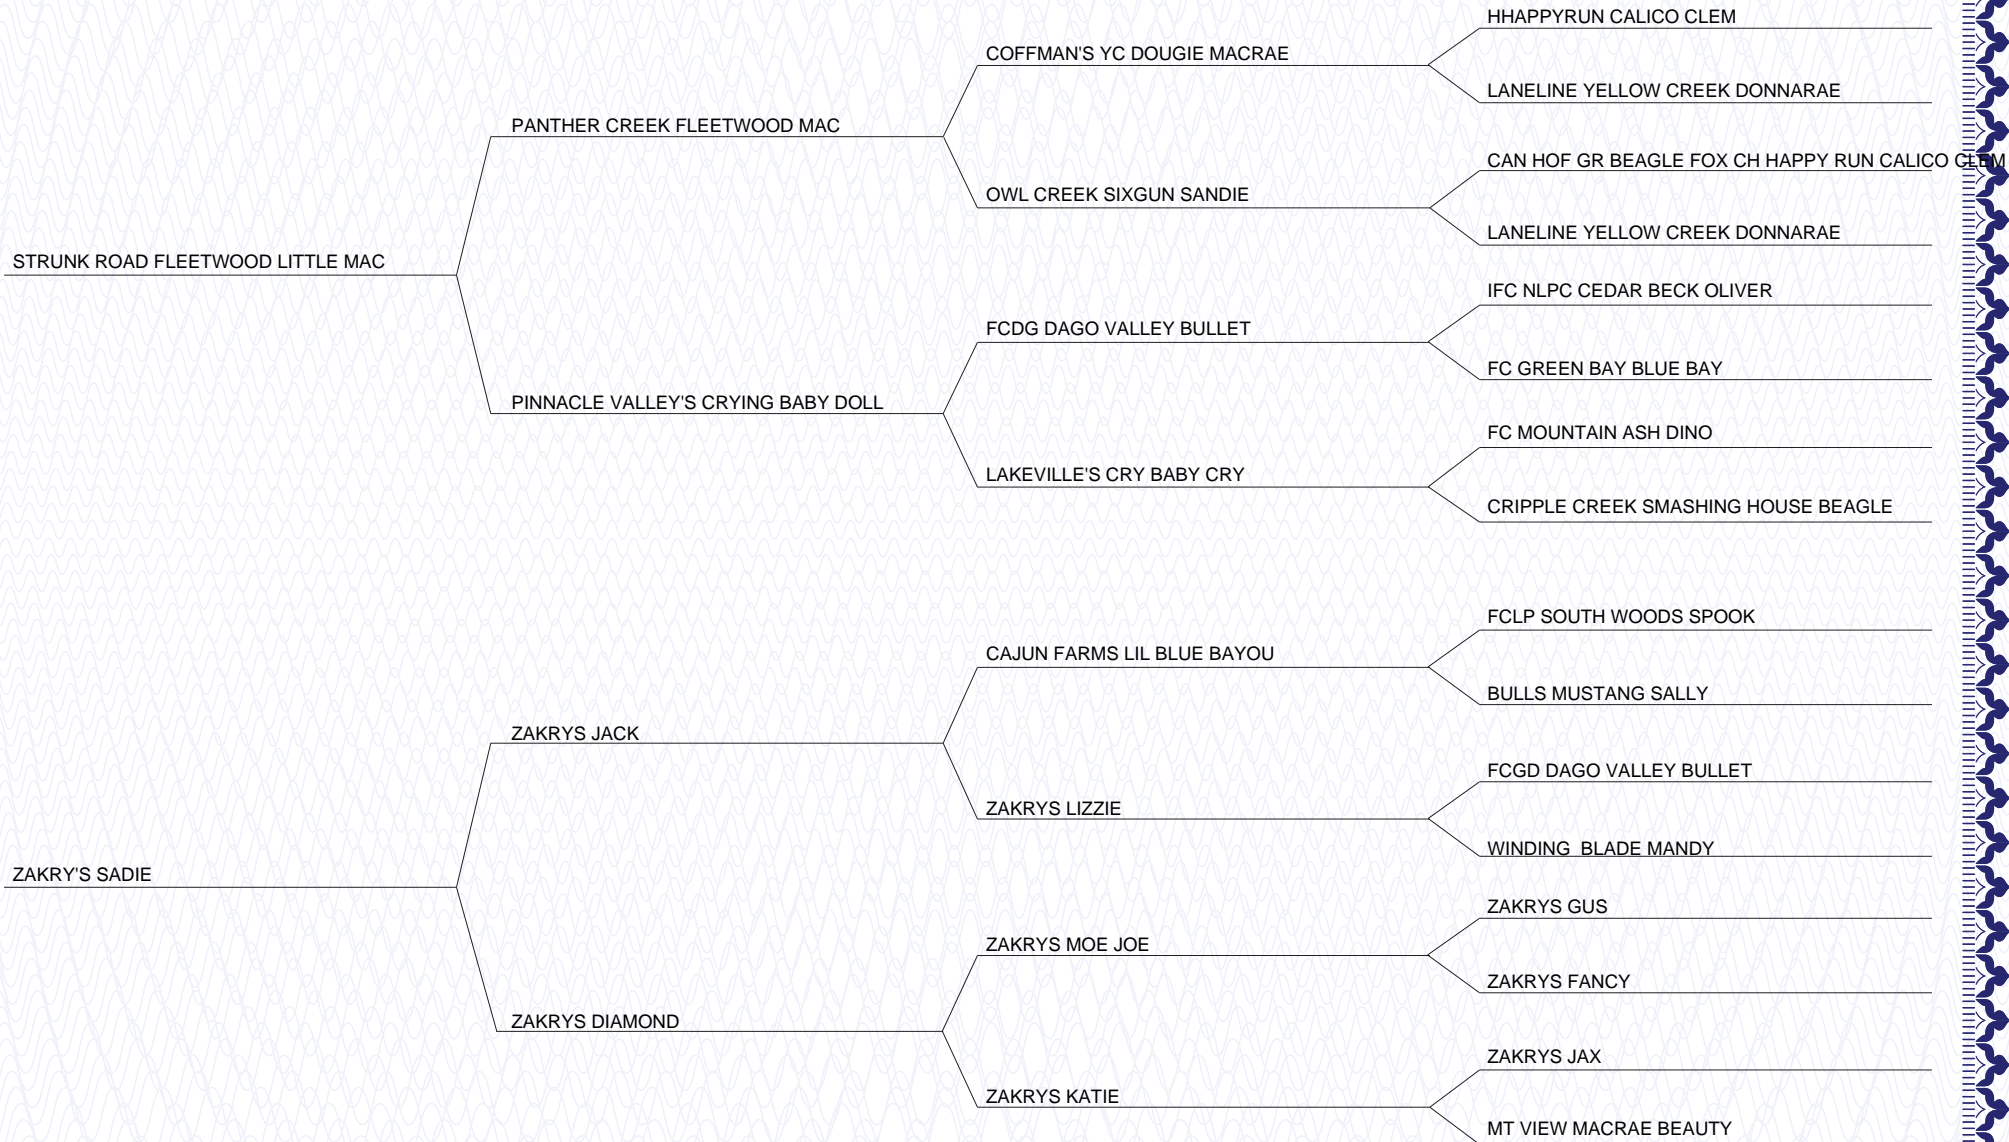 HHAPPYRUN CALICO CLEM
COFFMAN'S YC DOUGIE MACRAE
LANELINE YELLOW CREEK DONNARAE
PANTHER CREEK FLEETWOOD MAC
CAN HOF GR BEAGLE FOX CH HAPPY RUN CALICO CLEM
OWL CREEK SIXGUN SANDIE
LANELINE YELLOW CREEK DONNARAE
STRUNK ROAD FLEETWOOD LITTLE MAC
IFC NLPC CEDAR BECK OLIVER
FCDG DAGO VALLEY BULLET
FC GREEN BAY BLUE BAY
PINNACLE VALLEY'S CRYING BABY DOLL
FC MOUNTAIN ASH DINO
LAKEVILLE'S CRY BABY CRY
CRIPPLE CREEK SMASHING HOUSE BEAGLE
FCLP SOUTH WOODS SPOOK
CAJUN FARMS LIL BLUE BAYOU
BULLS MUSTANG SALLY
ZAKRYS JACK
FCGD DAGO VALLEY BULLET
ZAKRYS LIZZIE
WINDING  BLADE MANDY
ZAKRY'S SADIE
ZAKRYS GUS
ZAKRYS MOE JOE
ZAKRYS FANCY
ZAKRYS DIAMOND
ZAKRYS JAX
ZAKRYS KATIE
MT VIEW MACRAE BEAUTY